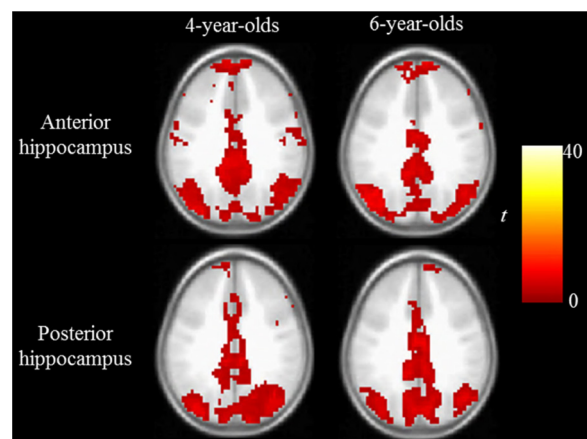 4-year-olds 6-year-olds
Anterior
hippocampus
40
t
0
Posterior
hippocampus